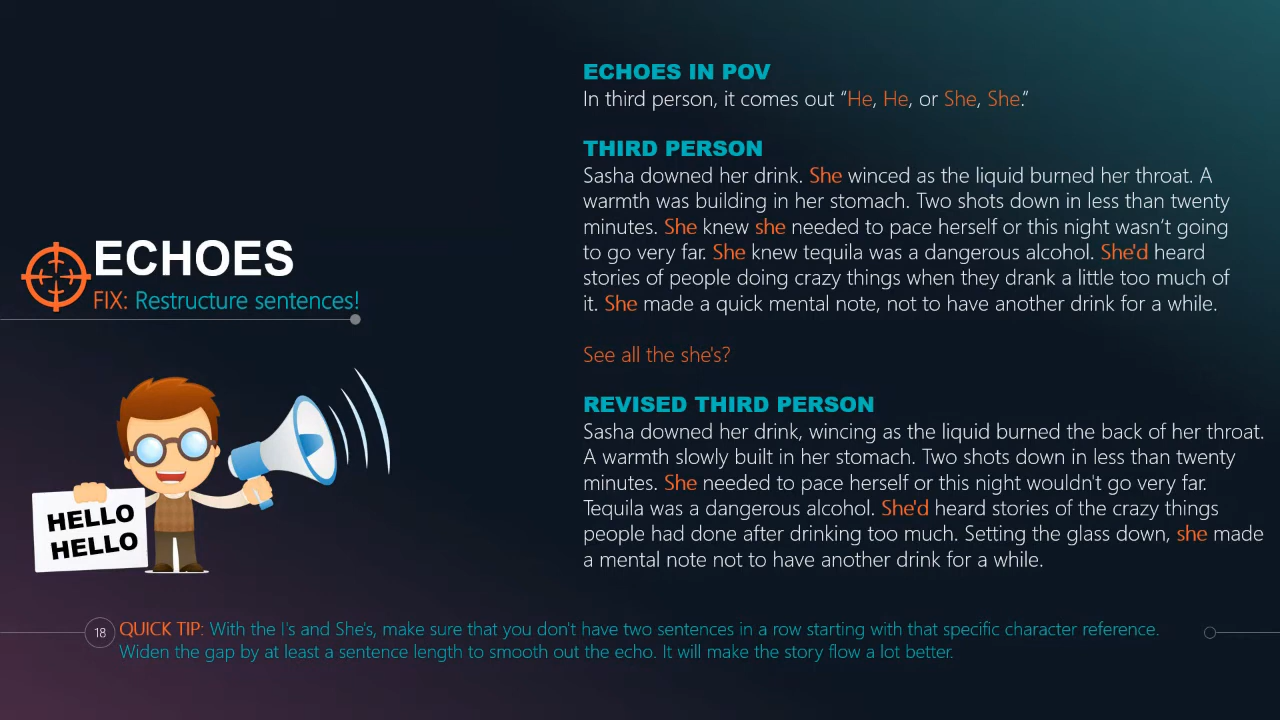 ECHOES
FIX: Restructure sentences!
HELLO
HELLO
ECHOES IN POV
In third person, it comes out “He, He, or She, She.“
THIRD PERSON
Sasha downed her drink. She winced as the liquid burned her throat. A
warmth was building in her stomach. Two shots down in less than twenty
minutes. She knew she needed to pace herself or this night wasn’t going
to go very far. She knew tequila was a dangerous alcohol. She'd heard
stories of people doing crazy things when they drank a little too much of
it. She made a quick mental note, not to have another drink for a while.
See all the she's?
REVISED THIRD PERSON
Sasha downed her drink, wincing as the liquid burned the back of her throat.
A warmth slowly built in her stomach. Two shots down in less than twenty
minutes. She needed to pace herself or this night wouldn't go very far.
Tequila was a dangerous alcohol. She'd heard stories of the crazy things
people had done after drinking too much. Setting the glass down, she made
a mental note not to have another drink for a while.
18
QUICK TIP: With the I's and She's, make sure that you don't have two sentences in a row starting with that specific character reference.
Widen the gap by at least a sentence length to smooth out the echo. It will make the story flow a lot better.